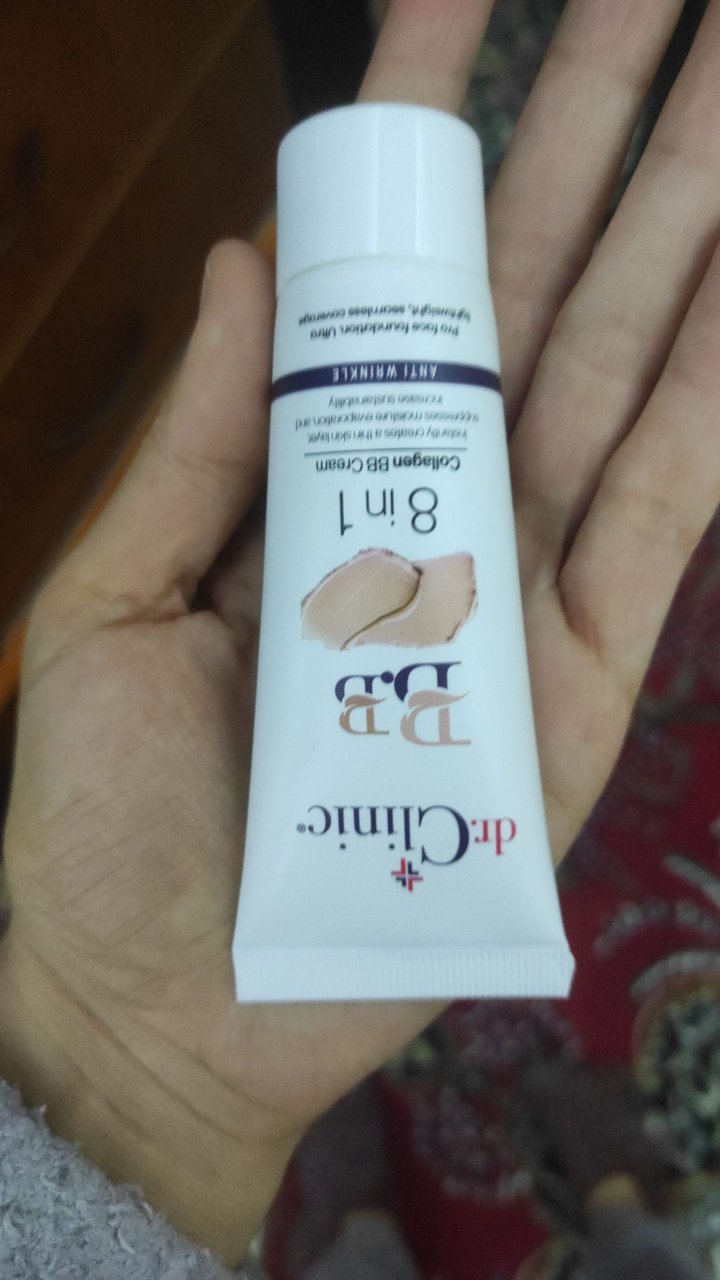 dr.Clinic®
BB
B.B
8 in 1
Collagen BB Cream
instantly creates a thin skin layer,
suppresses moisture evaporation, and
increase sustainability
ANTI WRINKLE
Pro face foundation. Ultra
lightweight, seamless coverage